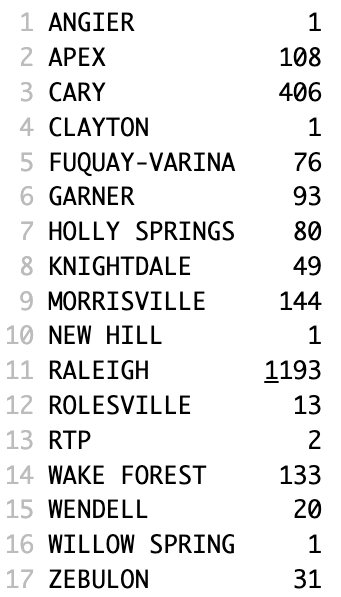 1 ANGIER 1
2 APEX 108
3 CARY 406
4 CLAYTON 1
5 FUQUAY-VARINA 76
6 GARNER 93
7 HOLLY SPRINGS 80
8 KNIGHTDALE 49
9 MORRISVILLE 144
10 NEW HILL 1
11 RALEIGH 1193
12 ROLESVILLE 13
13 RTP 2
14 WAKE FOREST 133
15 WENDELL 20
16 WILLOW SPRING 1
17 ZEBULON 31